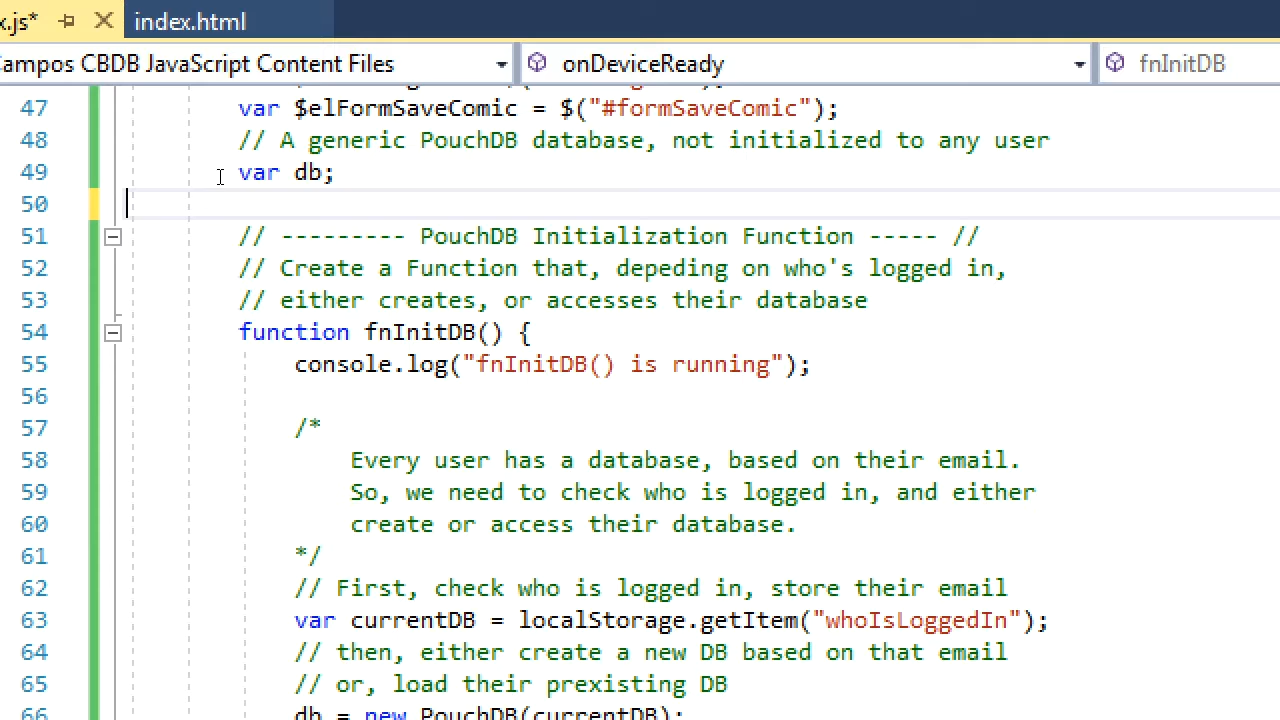 x.js* index.html
ampos CBDB JavaScript Content Files onDeviceReady fnInitDB
47 var $elFormSaveComic = $("#formSaveComic");
48 // A generic PouchDB database, not initialized to any user
49 var db;
50
51 // --------- PouchDB Initialization Function ----- //
52 // Create a Function that, depeding on who's logged in,
53 // either creates, or accesses their database
54 function fnInitDB() {
55 console.log("fnInitDB() is running");
56
57 /*
58 Every user has a database, based on their email.
59 So, we need to check who is logged in, and either
60 create or access their database.
61 */
62 // First, check who is logged in, store their email
63 var currentDB = localStorage.getItem("whoIsLoggedIn");
64 // then, either create a new DB based on that email
65 // or, load their prexisting DB
66 db = new PouchDB(currentDB);